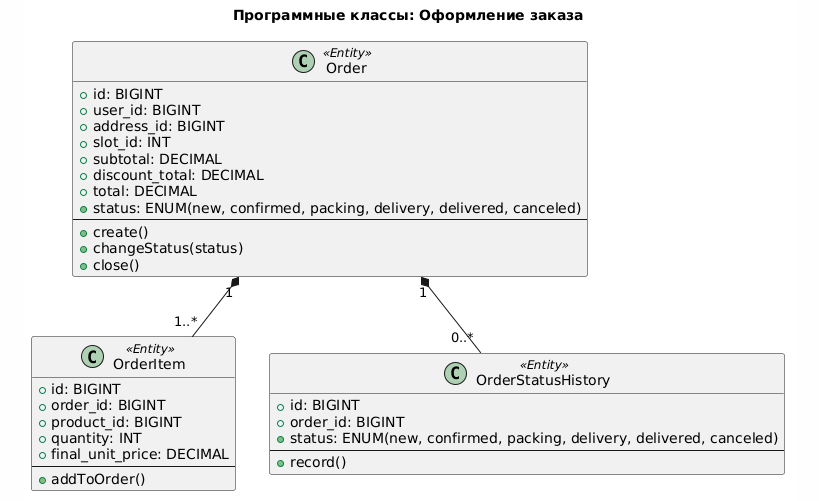 Программные классы: Оформление заказа
«Entity»
C Order
id: BIGINT
user_id: BIGINT
address_id: BIGINT
slot_id: INT
subtotal: DECIMAL
discount_total: DECIMAL
total: DECIMAL
status: ENUM(new, confirmed, packing, delivery, delivered, canceled)
create()
changeStatus(status)
close()
1
1
1..*
0..*
«Entity»
C OrderItem
id: BIGINT
order_id: BIGINT
product_id: BIGINT
quantity: INT
final_unit_price: DECIMAL
addToOrder()
«Entity»
C OrderStatusHistory
id: BIGINT
order_id: BIGINT
status: ENUM(new, confirmed, packing, delivery, delivered, canceled)
record()